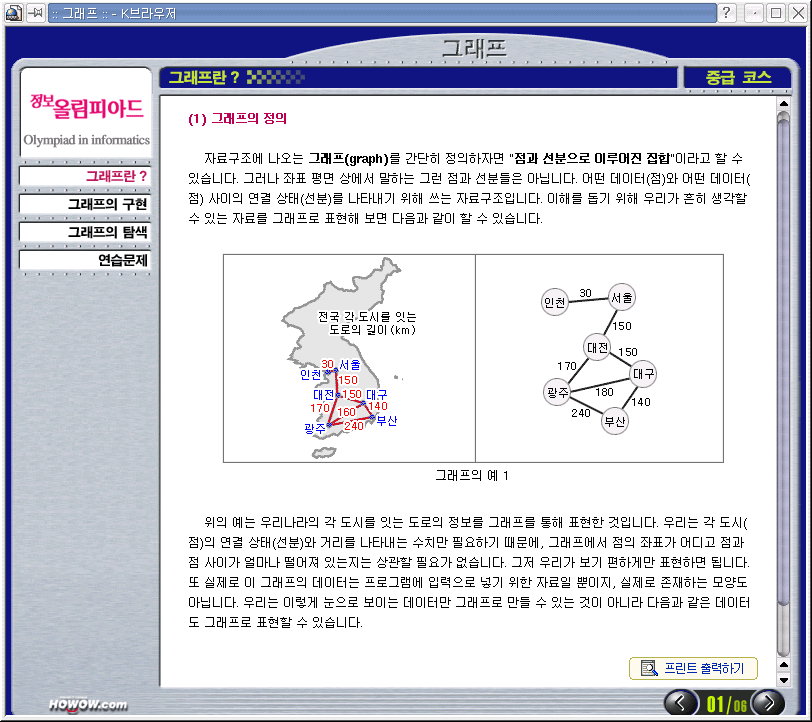 :: 그래프 :: - K브라우저
그래프
정보올림피아드
Olympiad in informatics
그래프란 ?
그래프의 구현
그래프의 탐색
연습문제
그래프란 ?
중급 코스
(1) 그래프의 정의
자료구조에 나오는 그래프(graph)를 간단히 정의하자면 "점과 선분으로 이루어진 집합"이라고 할 수
있습니다. 그러나 좌표 평면 상에서 말하는 그런 점과 선분들은 아닙니다. 어떤 데이터(점)와 어떤 데이터(
점) 사이의 연결 상태(선분)를 나타내기 위해 쓰는 자료구조입니다. 이해를 돕기 위해 우리가 흔히 생각할
수 있는 자료를 그래프로 표현해 보면 다음과 같이 할 수 있습니다.
전국 각 도시를 잇는
도로의 길이(km)
30 서울
인천
150
대전 150 대구
170 160 140
광주 240 부산
인천 30 서울
150
대전
150
170 대구
광주 180
140
240
부산
그래프의 예 1
위의 예는 우리나라의 각 도시를 잇는 도로의 정보를 그래프를 통해 표현한 것입니다. 우리는 각 도시(
점)의 연결 상태(선분)와 거리를 나타내는 수치만 필요하기 때문에, 그래프에서 점의 좌표가 어디고 점과
점 사이가 얼마나 떨어져 있는지는 상관할 필요가 없습니다. 그저 우리가 보기 편하게만 표현하면 됩니다.
또 실제로 이 그래프의 데이터는 프로그램에 입력으로 넣기 위한 자료일 뿐이지, 실제로 존재하는 모양도
아닙니다. 우리는 이렇게 눈으로 보이는 데이터만 그래프로 만들 수 있는 것이 아니라 다음과 같은 데이터
도 그래프로 표현할 수 있습니다.
프린트 출력하기
HOWOW.com
01/06